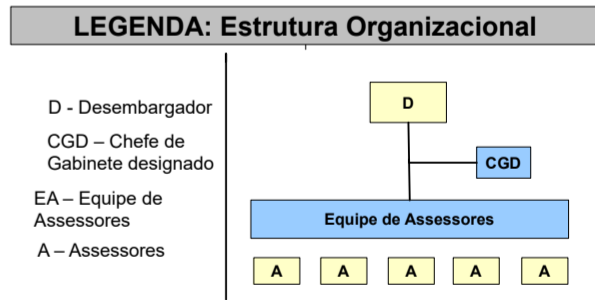 LEGENDA: Estrutura Organizacional
D - Desembargador
CGD – Chefe de
Gabinete designado
EA – Equipe de
Assessores
A – Assessores
D
CGD
Equipe de Assessores
A A A A A